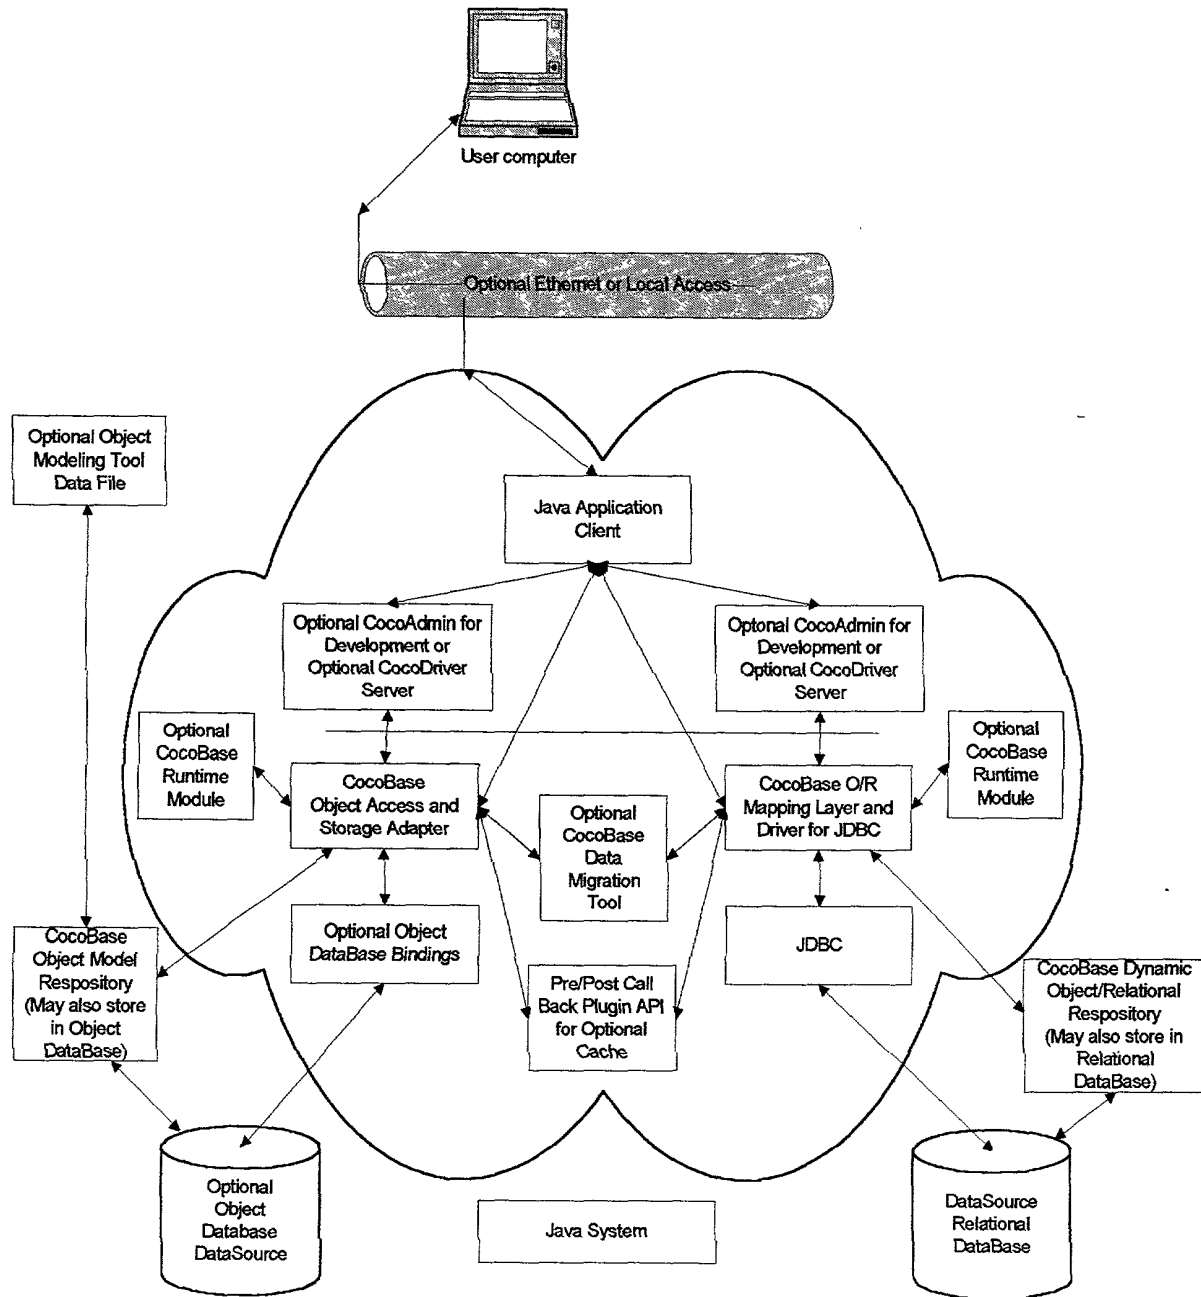 User computer
Optional Ethernet or Local Access
Optional Object
Modeling Tool
Data File
Java Application
Client
Optional CocoAdmin for
Development or
Optional CocoDriver
Server
Optional CocoAdmin for
Development or
Optional CocoDriver
Server
Optional
CocoBase
Runtime
Module
CocoBase
Object Access and
Storage Adapter
Optional
CocoBase
Data
Migration
Tool
CocoBase O/R
Mapping Layer and
Driver for JDBC
Optional
CocoBase
Runtime
Module
CocoBase
Object Model
Respository
(May also store
in Object
DataBase)
Optional Object
DataBase Bindings
JDBC
Pre/Post Call
Back Plugin API
for Optional
Cache
CocoBase Dynamic
Object/Relational
Respository
(May also store in
Relational
DataBase)
Optional
Object
Database
DataSource
Java System
DataSource
Relational
DataBase